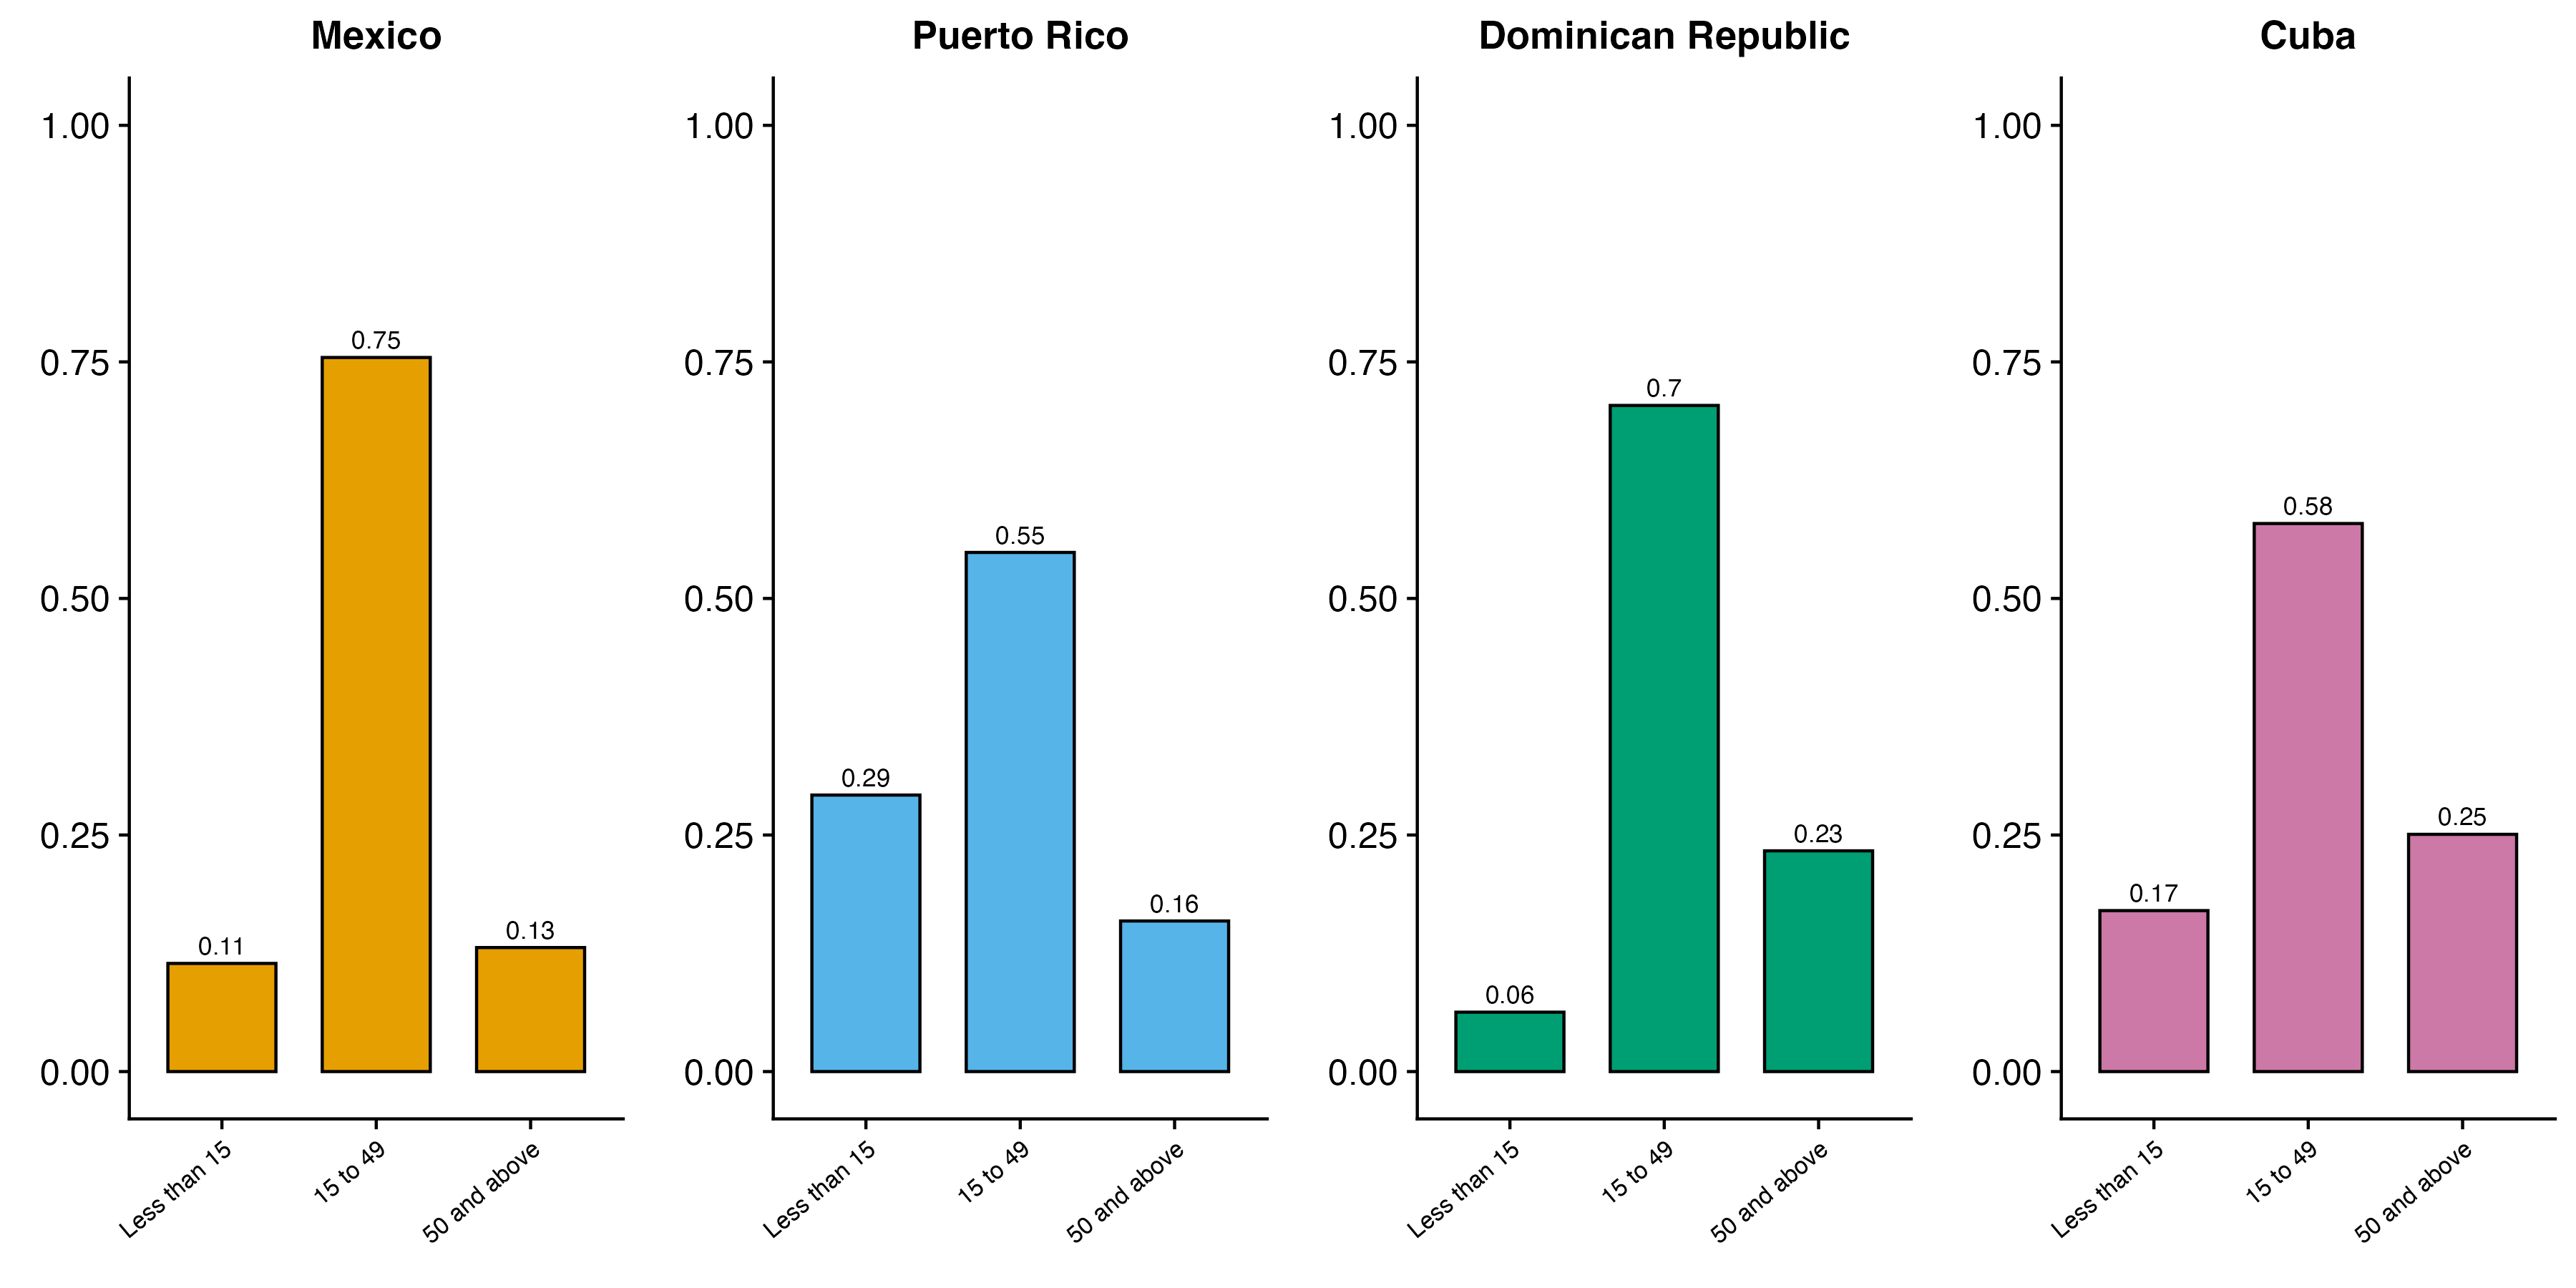 Mexico
1.00
0.75
0.50
0.25
0.00
0.11
0.75
0.13
Less than 15
15 to 49
50 and above
Puerto Rico
1.00
0.75
0.50
0.25
0.00
0.29
0.55
0.16
Less than 15
15 to 49
50 and above
Dominican Republic
1.00
0.75
0.50
0.25
0.00
0.06
0.7
0.23
Less than 15
15 to 49
50 and above
Cuba
1.00
0.75
0.50
0.25
0.00
0.17
0.58
0.25
Less than 15
15 to 49
50 and above